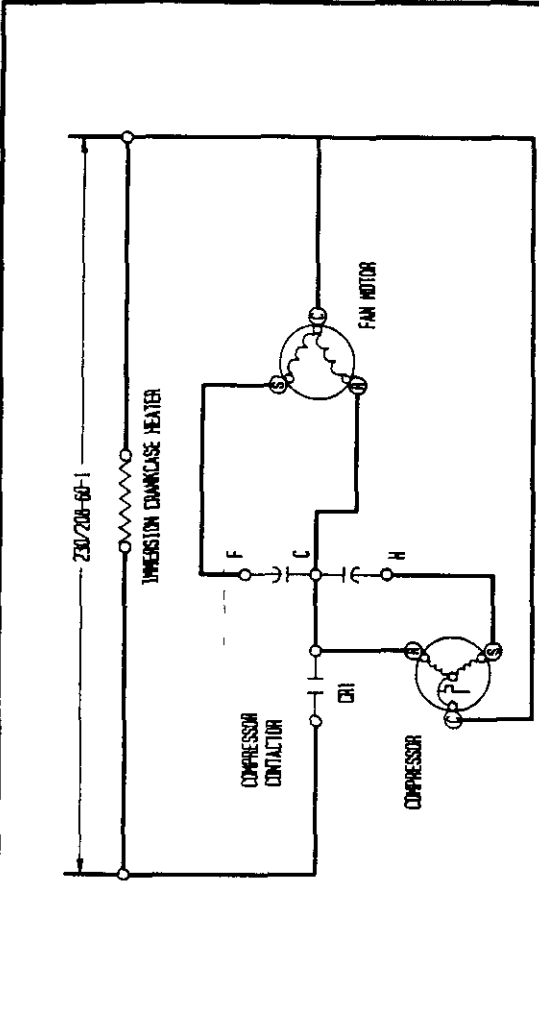 230/208-60-1
IMMERSION CRANKCASE HEATER
COMPRESSOR
CONTACTOR
F
S
C
C
CR1
R
FAN MOTOR
H
COMPRESSOR
R
C
S